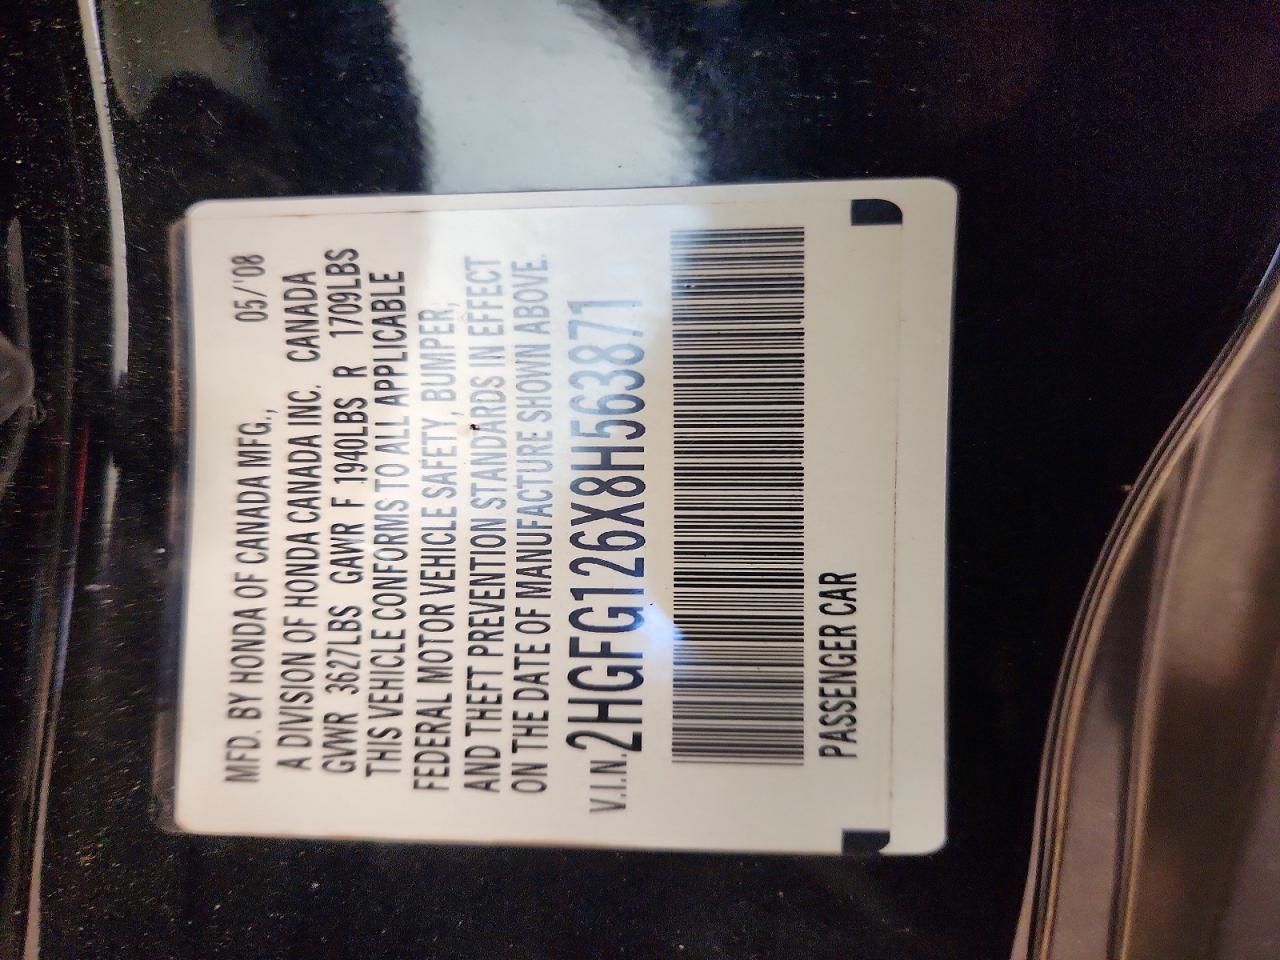 MFD. BY HONDA OF CANADA MFG., 05/'08
A DIVISION OF HONDA CANADA INC. CANADA
GVWR 3627LBS GAWR F 1940LBS R 1709LBS
THIS VEHICLE CONFORMS TO ALL APPLICABLE
FEDERAL MOTOR VEHICLE SAFETY, BUMPER,
AND THEFT PREVENTION STANDARDS IN EFFECT
ON THE DATE OF MANUFACTURE SHOWN ABOVE.
V.I.N. 2HGFG126X8H563871
PASSENGER CAR